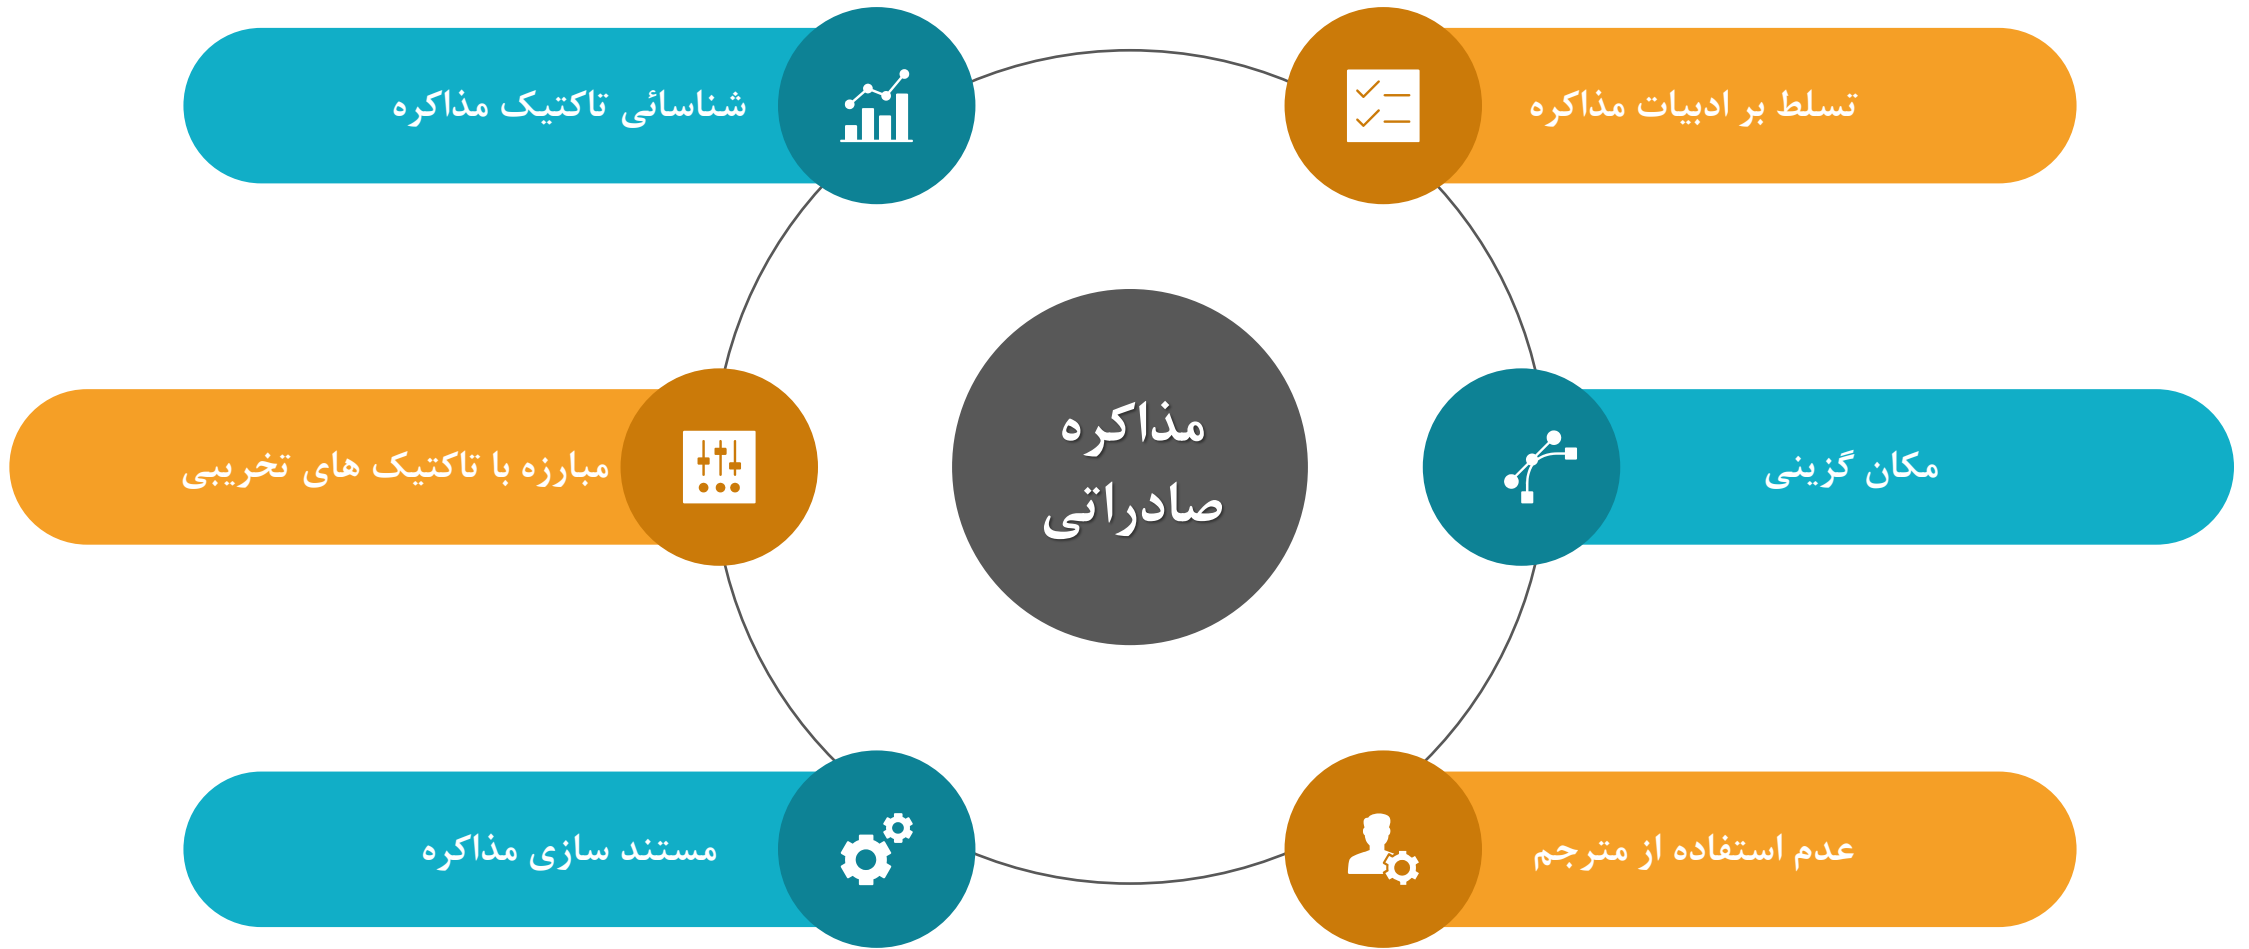 تسلط بر ادبیات مذاکره
شناسائی تاکتیک مذاکره
مکان گزینی
مذاکره
صادراتی
مبارزه با تاکتیک های تخریبی
عدم استفاده از مترجم
مستند سازی مذاکره